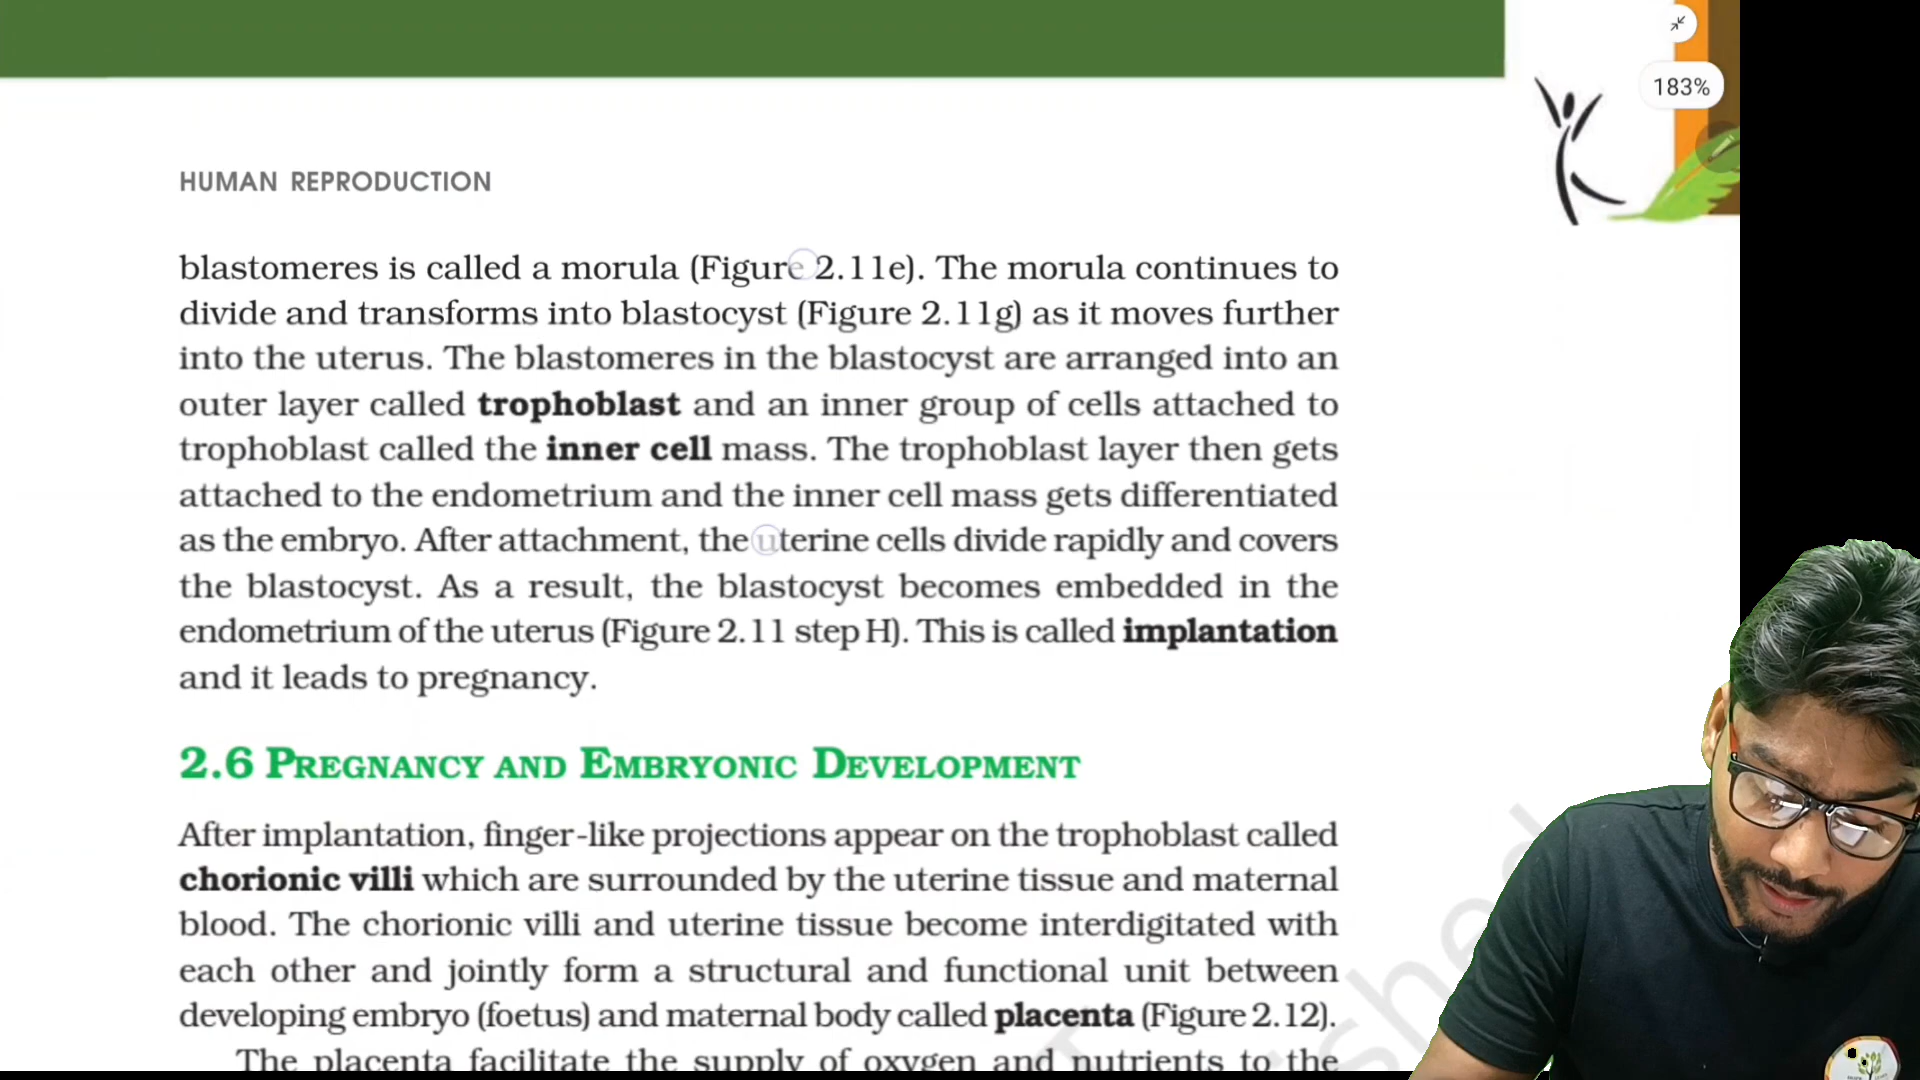 183%
HUMAN REPRODUCTION
blastomeres is called a morula (Figure 2.11e). The morula continues to
divide and transforms into blastocyst (Figure 2.11g) as it moves further
into the uterus. The blastomeres in the blastocyst are arranged into an
outer layer called trophoblast and an inner group of cells attached to
trophoblast called the inner cell mass. The trophoblast layer then gets
attached to the endometrium and the inner cell mass gets differentiated
as the embryo. After attachment, the uterine cells divide rapidly and covers
the blastocyst. As a result, the blastocyst becomes embedded in the
endometrium of the uterus (Figure 2.11 step H). This is called implantation
and it leads to pregnancy.
2.6 PREGNANCY AND EMBRYONIC DEVELOPMENT
After implantation, finger-like projections appear on the trophoblast called
chorionic villi which are surrounded by the uterine tissue and maternal
blood. The chorionic villi and uterine tissue become interdigitated with
each other and jointly form a structural and functional unit between
developing embryo (foetus) and maternal body called placenta (Figure 2.12).
The placenta facilitate the supply of oxygen and nutrients to the